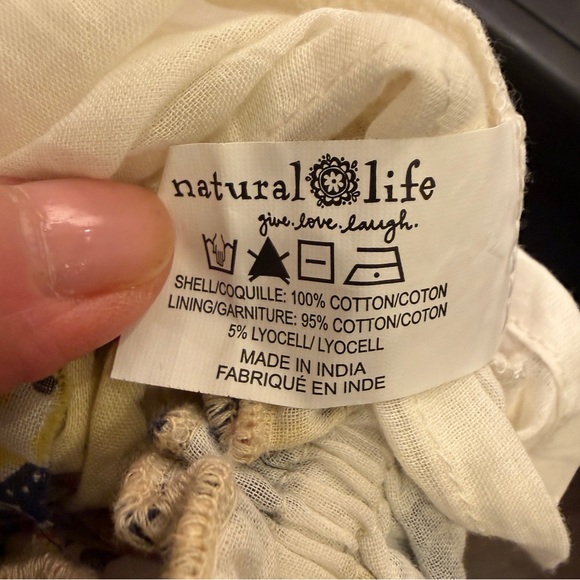 natural life
give.love.laugh.
SHELL/COQUILLE: 100% COTTON/COTON
LINING/GARNITURE: 95% COTTON/COTON
5% LYOCELL/ LYOCELL
MADE IN INDIA
FABRIQUÉ EN INDE